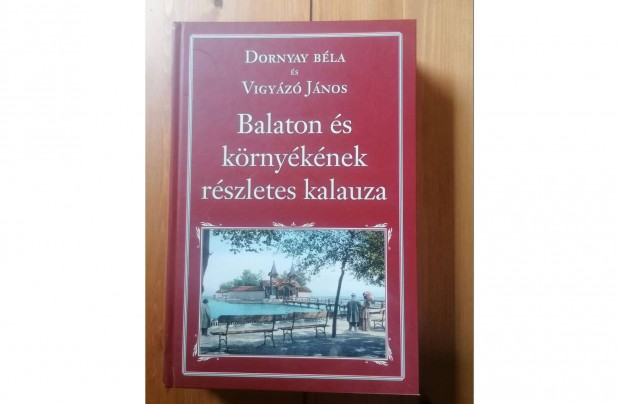 Dornyay Béla
és
Vigyázó János
Balaton és
környékének
részletes kalauza